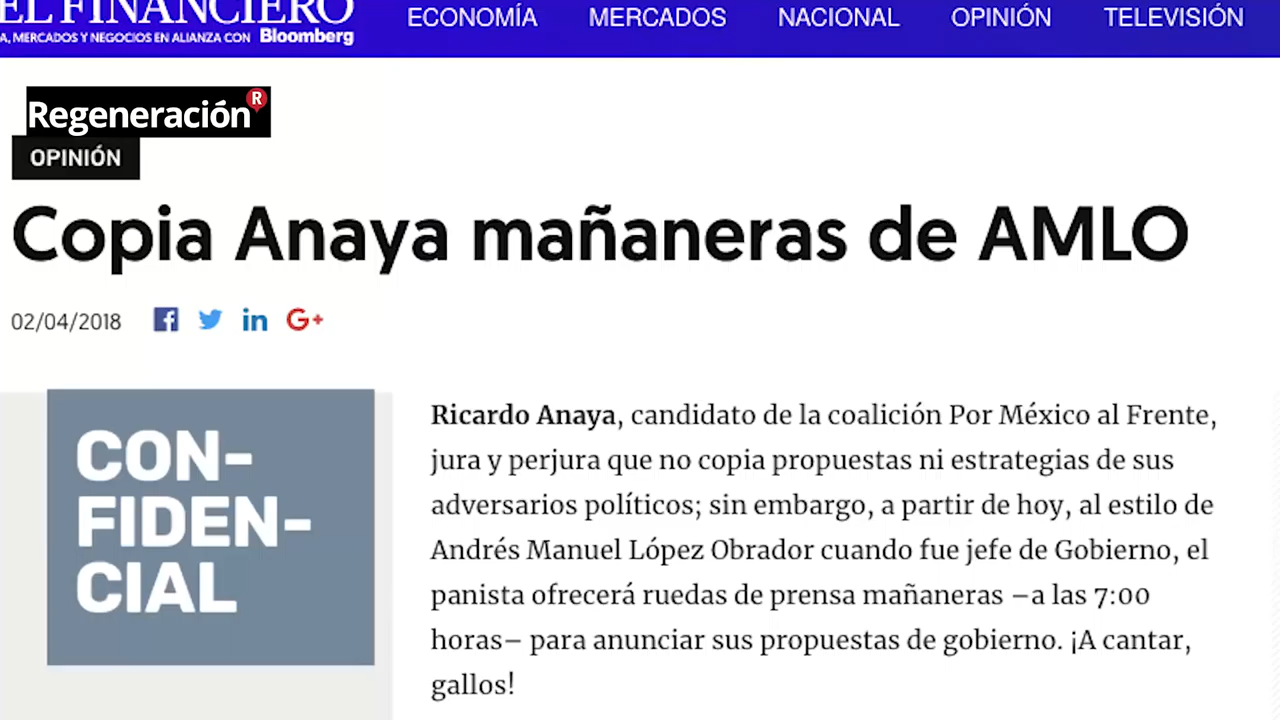 EL FINANCIERO
A, MERCADOS Y NEGOCIOS EN ALIANZA CON Bloomberg
ECONOMÍA MERCADOS NACIONAL OPINIÓN TELEVISIÓN
Regeneración R
OPINIÓN
Copia Anaya mañaneras de AMLO
02/04/2018
CON-
FIDEN-
CIAL
Ricardo Anaya, candidato de la coalición Por México al Frente,
jura y perjura que no copia propuestas ni estrategias de sus
adversarios políticos; sin embargo, a partir de hoy, al estilo de
Andrés Manuel López Obrador cuando fue jefe de Gobierno, el
panista ofrecerá ruedas de prensa mañaneras –a las 7:00
horas– para anunciar sus propuestas de gobierno. ¡A cantar,
gallos!